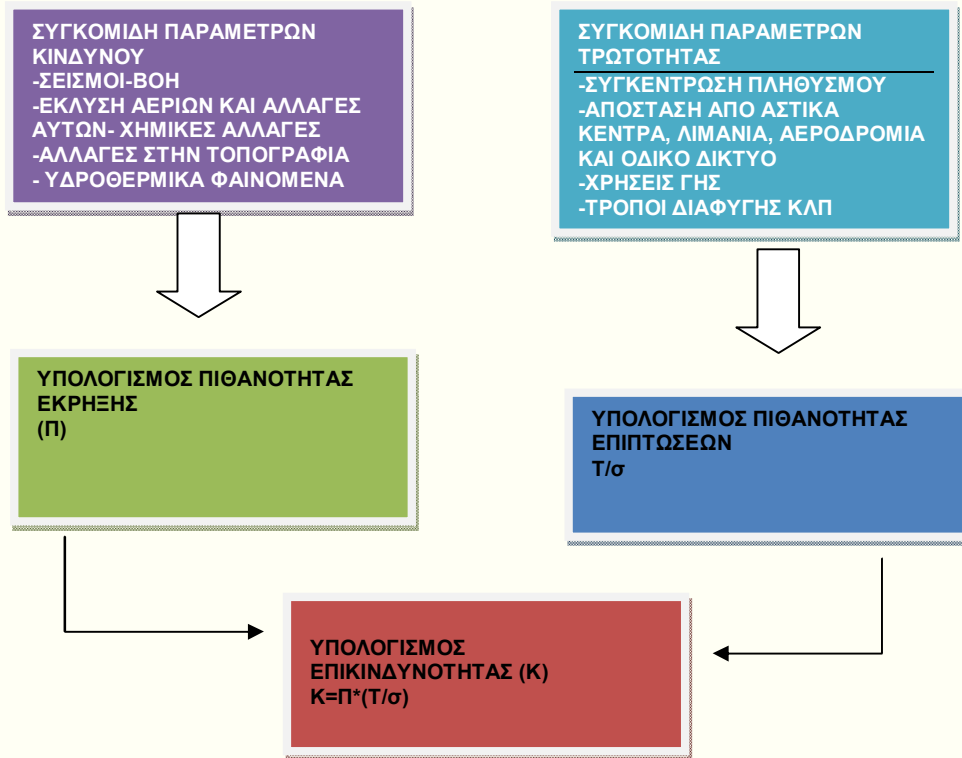 ΣΥΓΚΟΜΙΔΗ ΠΑΡΑΜΕΤΡΩΝ
ΚΙΝΔΥΝΟΥ
-ΣΕΙΣΜΟΙ-ΒΟΗ
-ΕΚΛΥΣΗ ΑΕΡΙΩΝ ΚΑΙ ΑΛΛΑΓΕΣ
ΑΥΤΩΝ- ΧΗΜΙΚΕΣ ΑΛΛΑΓΕΣ
-ΑΛΛΑΓΕΣ ΣΤΗΝ ΤΟΠΟΓΡΑΦΙΑ
- ΥΔΡΟΘΕΡΜΙΚΑ ΦΑΙΝΟΜΕΝΑ
ΣΥΓΚΟΜΙΔΗ ΠΑΡΑΜΕΤΡΩΝ
ΤΡΩΤΟΤΗΤΑΣ
-ΣΥΓΚΕΝΤΡΩΣΗ ΠΛΗΘΥΣΜΟΥ
-ΑΠΟΣΤΑΣΗ ΑΠΟ ΑΣΤΙΚΑ
ΚΕΝΤΡΑ, ΛΙΜΑΝΙΑ, ΑΕΡΟΔΡΟΜΙΑ
ΚΑΙ ΟΔΙΚΟ ΔΙΚΤΥΟ
-ΧΡΗΣΕΙΣ ΓΗΣ
-ΤΡΟΠΟΙ ΔΙΑΦΥΓΗΣ ΚΛΠ
ΥΠΟΛΟΓΙΣΜΟΣ ΠΙΘΑΝΟΤΗΤΑΣ
ΕΚΡΗΞΗΣ
(Π)
ΥΠΟΛΟΓΙΣΜΟΣ ΠΙΘΑΝΟΤΗΤΑΣ
ΕΠΙΠΤΩΣΕΩΝ
Τ/σ
ΥΠΟΛΟΓΙΣΜΟΣ
ΕΠΙΚΙΝΔΥΝΟΤΗΤΑΣ (Κ)
Κ=Π*(Τ/σ)